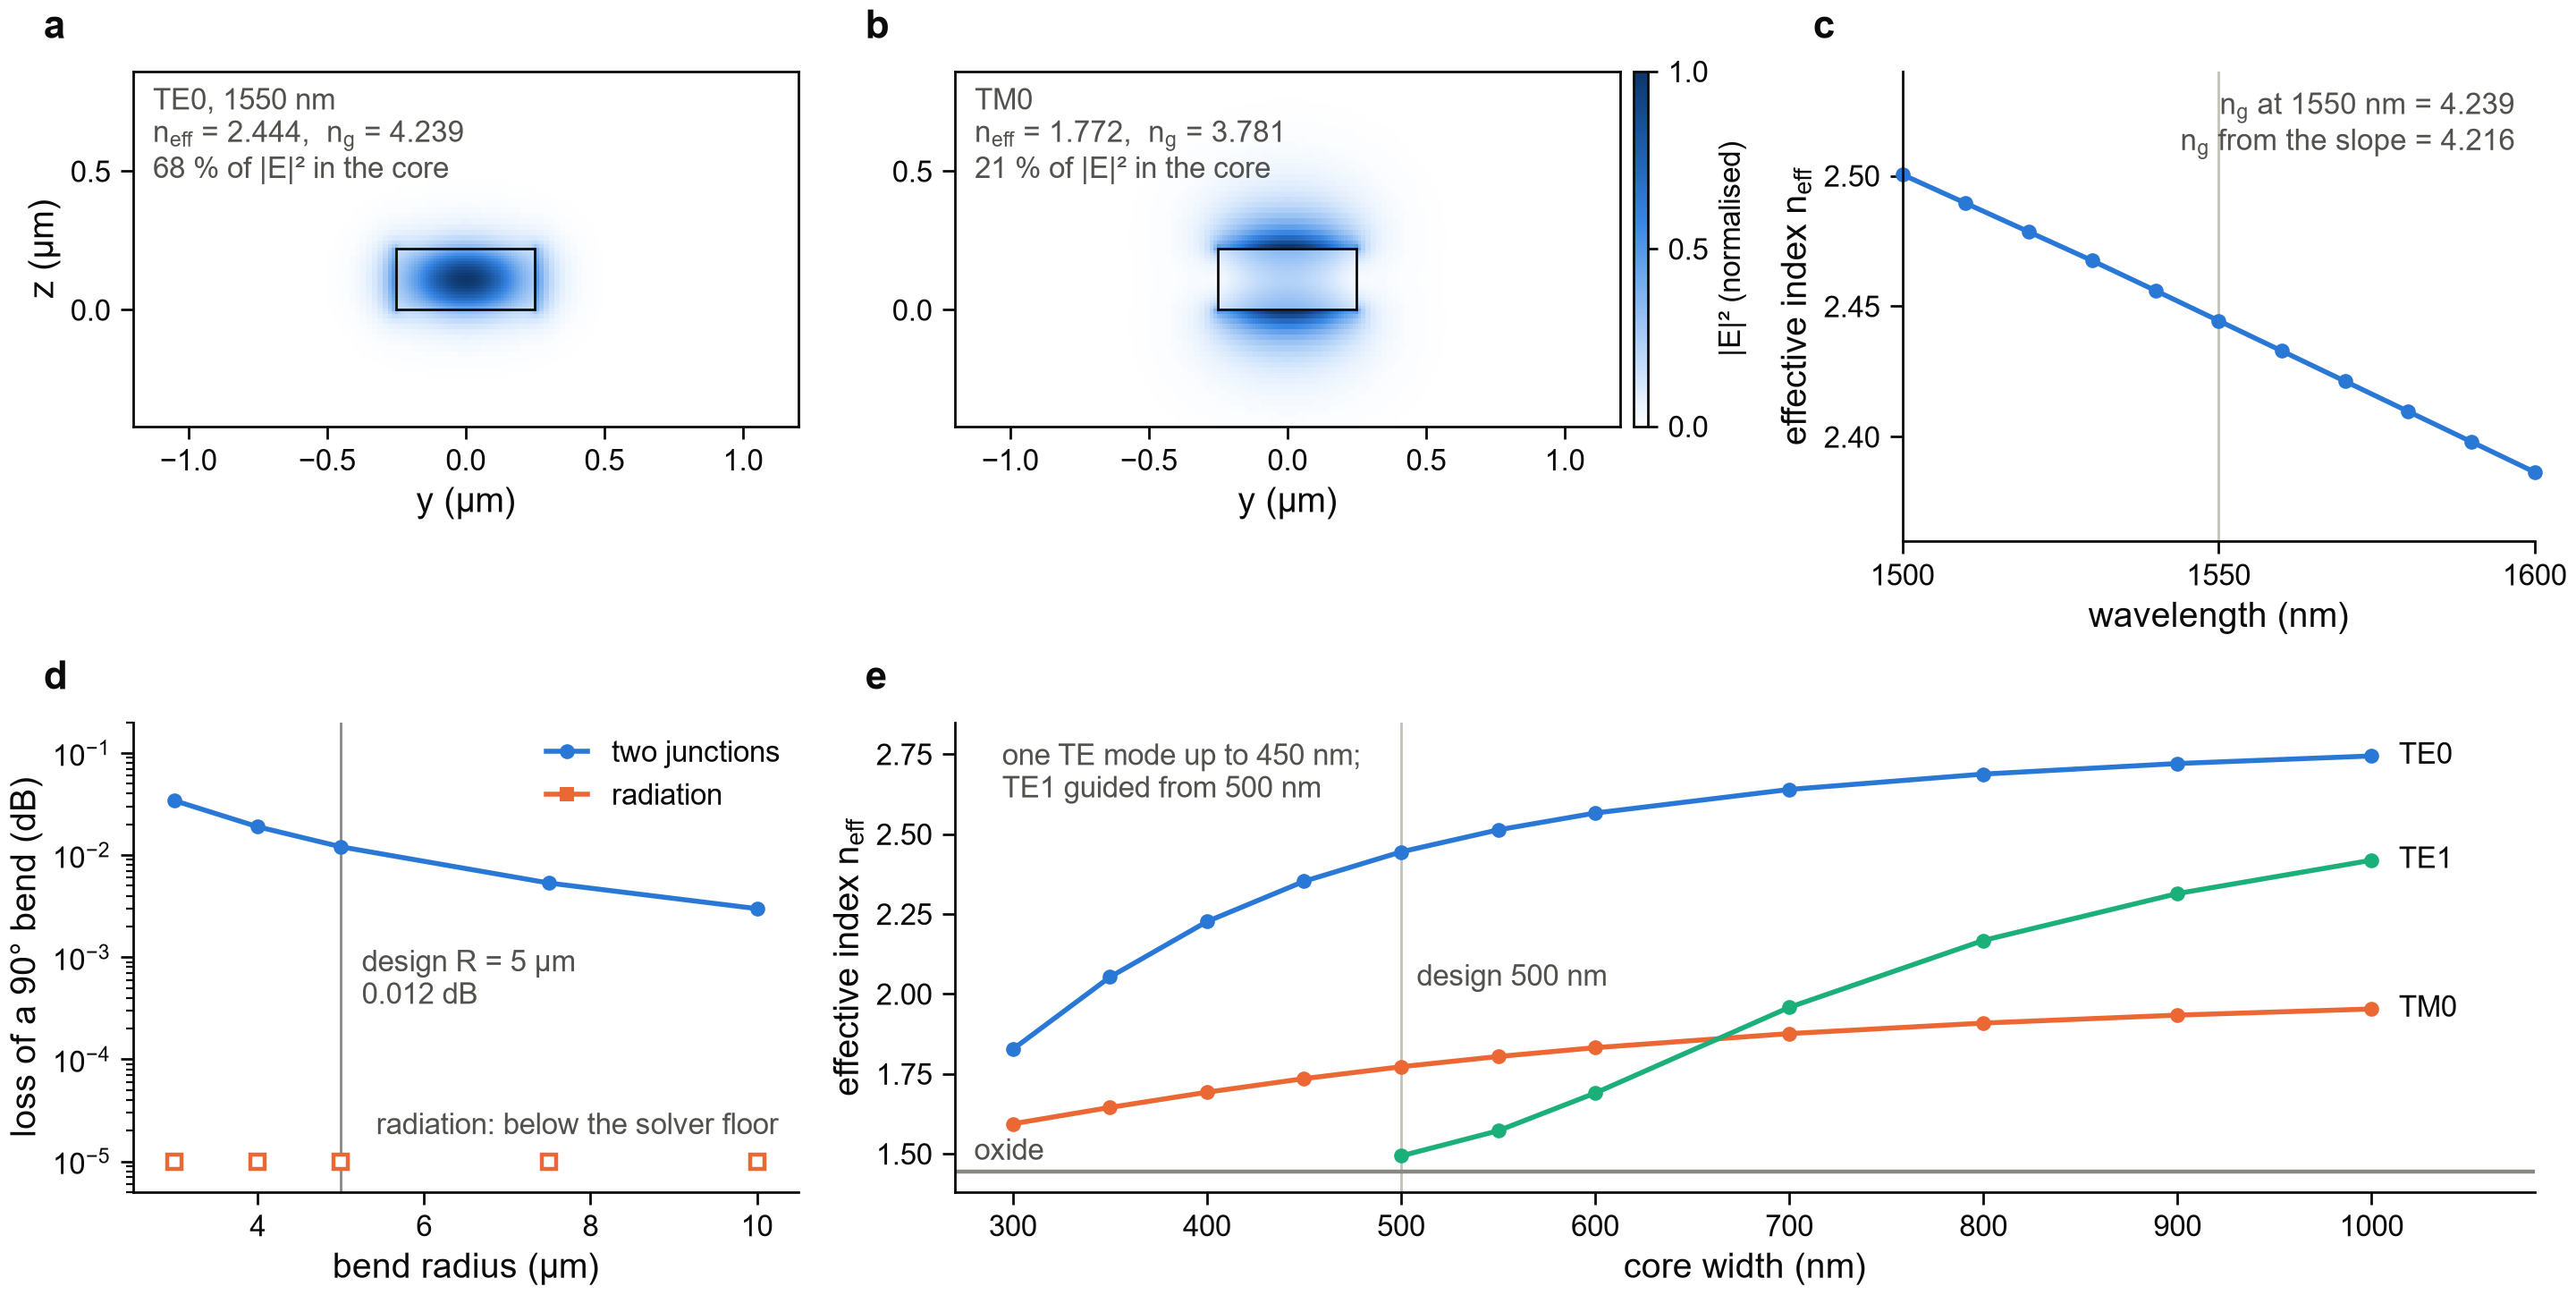 a
TE0, 1550 nm
neff = 2.444, ng = 4.239
68 % of |E|² in the core
0.5
0.0
z (µm)
−1.0
−0.5
0.0
0.5
1.0
y (µm)
b
TM0
neff = 1.772, ng = 3.781
21 % of |E|² in the core
0.5
0.0
−1.0
−0.5
0.0
0.5
1.0
y (µm)
1.0
0.5
0.0
|E|² (normalised)
c
ng at 1550 nm = 4.239
ng from the slope = 4.216
2.50
2.45
2.40
effective index neff
1500
1550
1600
wavelength (nm)
d
two junctions
radiation
10⁻¹
10⁻²
10⁻³
10⁻⁴
10⁻⁵
loss of a 90° bend (dB)
design R = 5 µm
0.012 dB
radiation: below the solver floor
4
6
8
10
bend radius (µm)
e
one TE mode up to 450 nm;
TE1 guided from 500 nm
2.75
2.50
2.25
2.00
1.75
1.50
effective index neff
design 500 nm
oxide
TE0
TE1
TM0
300
400
500
600
700
800
900
1000
core width (nm)